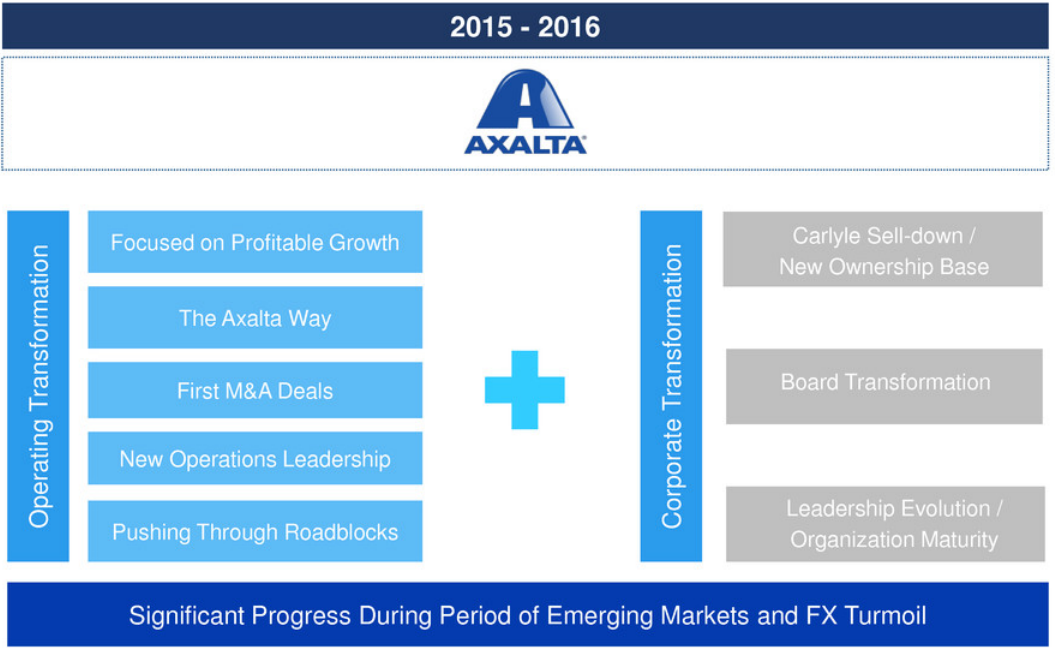 2015 - 2016
AXALTA
Operating Transformation
Focused on Profitable Growth
The Axalta Way
First M&A Deals
New Operations Leadership
Pushing Through Roadblocks
Corporate Transformation
Carlyle Sell-down /
New Ownership Base
Board Transformation
Leadership Evolution /
Organization Maturity
Significant Progress During Period of Emerging Markets and FX Turmoil